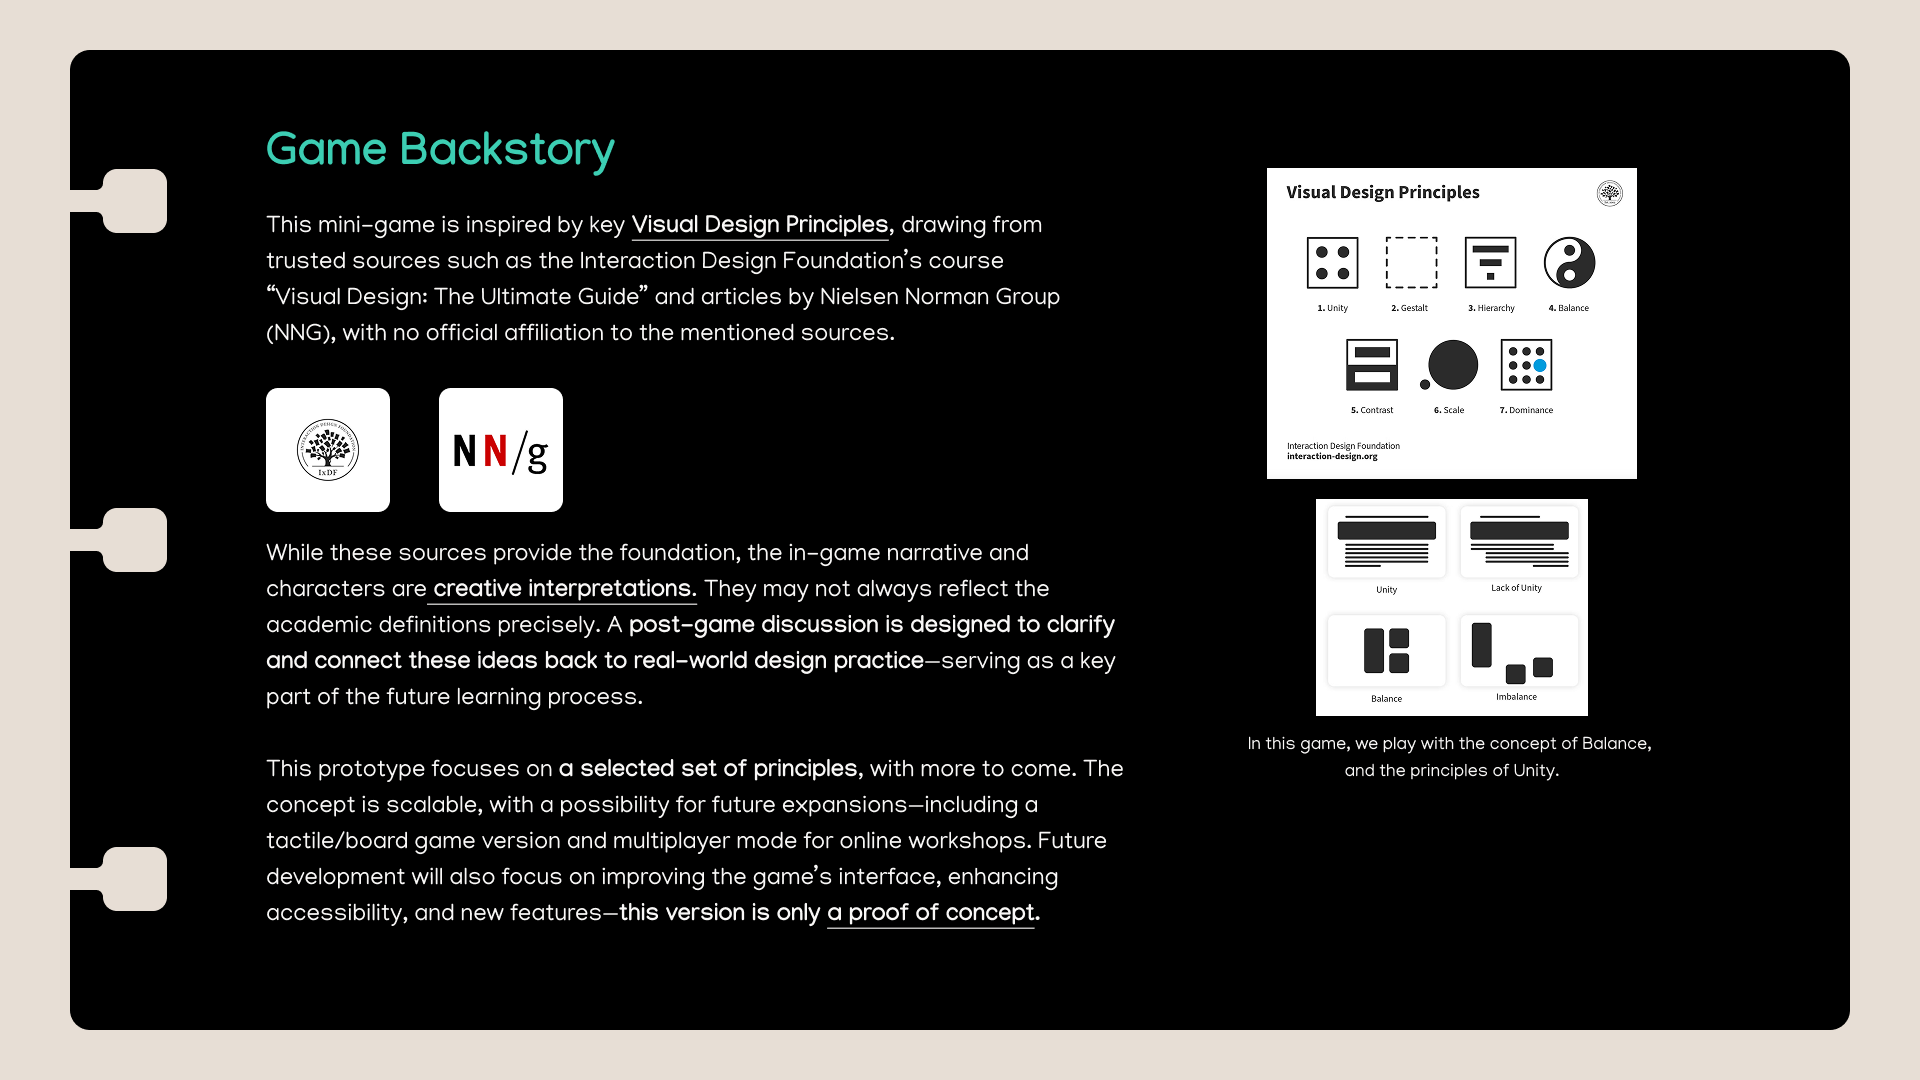 Game Backstory
This mini-game is inspired by key Visual Design Principles, drawing from
trusted sources such as the Interaction Design Foundation’s course
“Visual Design: The Ultimate Guide” and articles by Nielsen Norman Group
(NNG), with no official affiliation to the mentioned sources.
INTERACTION DESIGN FOUNDATION
IxDF
NN/g
While these sources provide the foundation, the in-game narrative and
characters are creative interpretations. They may not always reflect the
academic definitions precisely. A post-game discussion is designed to clarify
and connect these ideas back to real-world design practice—serving as a key
part of the future learning process.
This prototype focuses on a selected set of principles, with more to come. The
concept is scalable, with a possibility for future expansions—including a
tactile/board game version and multiplayer mode for online workshops. Future
development will also focus on improving the game’s interface, enhancing
accessibility, and new features—this version is only a proof of concept.
Visual Design Principles
1. Unity
2. Gestalt
3. Hierarchy
4. Balance
5. Contrast
6. Scale
7. Dominance
Interaction Design Foundation
interaction-design.org
Unity
Lack of Unity
Balance
Imbalance
In this game, we play with the concept of Balance,
and the principles of Unity.